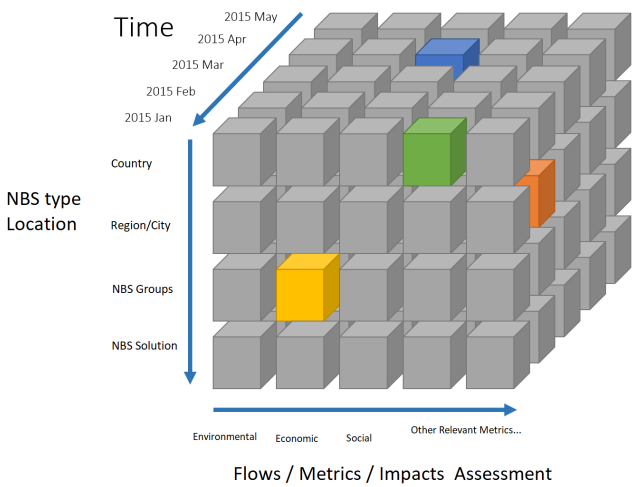 Time
2015 May
2015 Apr
2015 Mar
2015 Feb
2015 Jan
NBS type
Location
Country
Region/City
NBS Groups
NBS Solution
Environmental
Economic
Social
Other Relevant Metrics...
Flows / Metrics / Impacts  Assessment